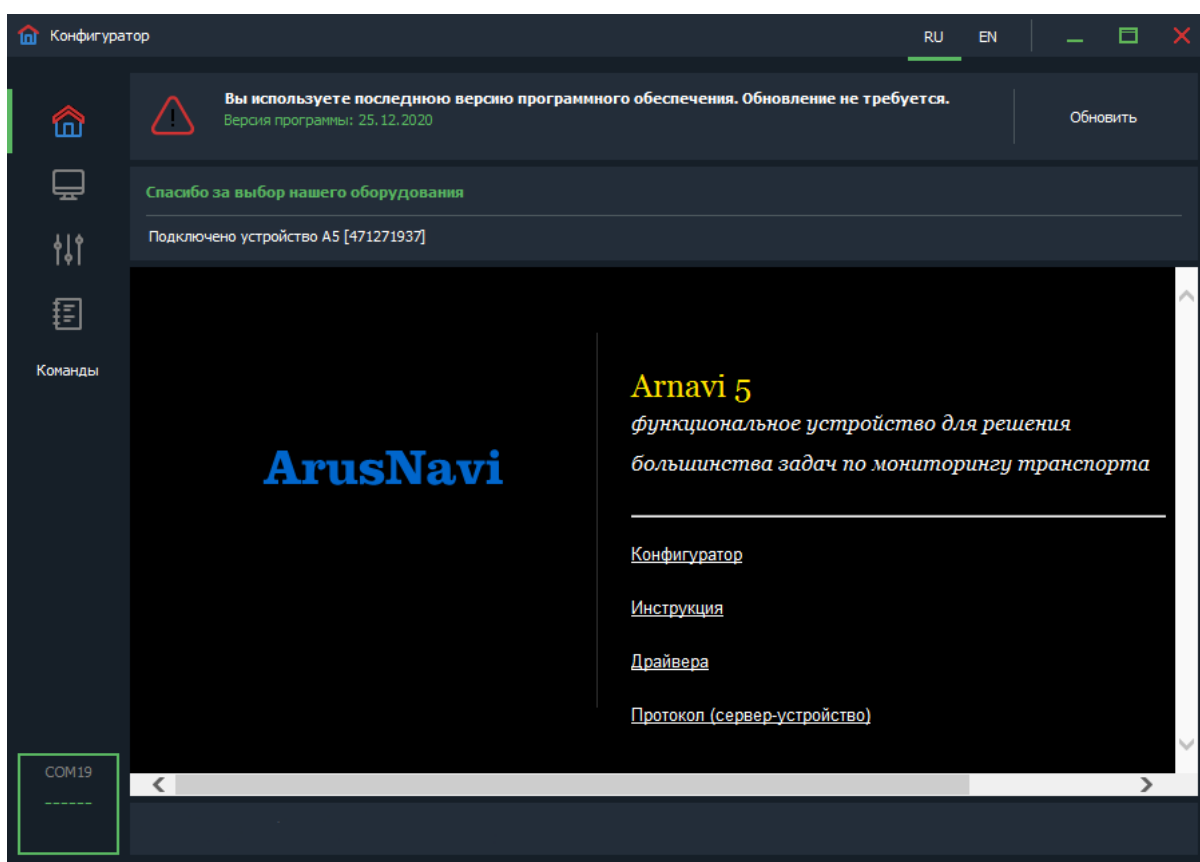 Конфигуратор
RU EN
Вы используете последнюю версию программного обеспечения. Обновление не требуется.
Версия программы: 25.12.2020
Обновить
Спасибо за выбор нашего оборудования
Подключено устройство A5 [471271937]
Команды
ArusNavi
Arnavi 5
функциональное устройство для решения
большинства задач по мониторингу транспорта
Конфигуратор
Инструкция
Драйвера
Протокол (сервер-устройство)
COM19
------